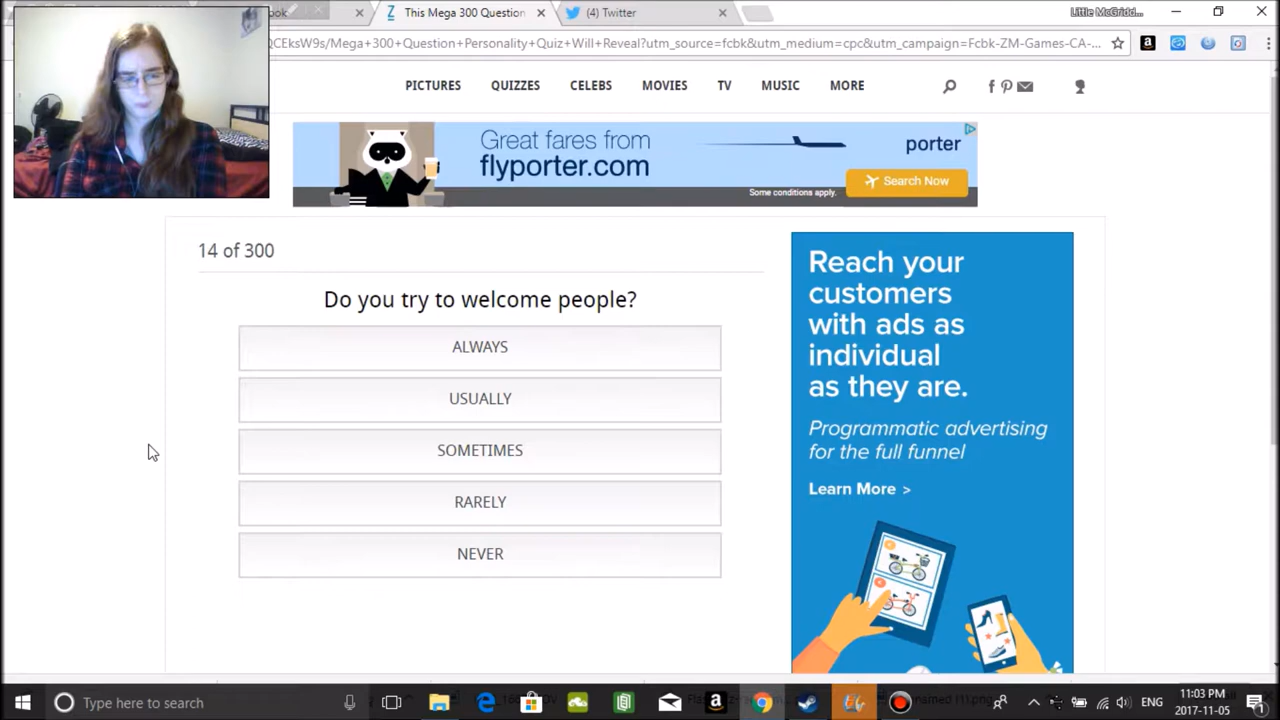 ook
This Mega 300 Question
(4) Twitter
Little McGridd...
QCEksW9s/Mega+300+Question+Personality+Quiz+Will+Reveal?utm_source=fcbk&utm_medium=cpc&utm_campaign=Fcbk-ZM-Games-CA-...
PICTURES QUIZZES CELEBS MOVIES TV MUSIC MORE
Great fares from
flyporter.com
porter
Search Now
Some conditions apply.
14 of 300
Do you try to welcome people?
ALWAYS
USUALLY
SOMETIMES
RARELY
NEVER
Reach your
customers
with ads as
individual
as they are.
Programmatic advertising
for the full funnel
Learn More >
Type here to search
ENG
11:03 PM
2017-11-05